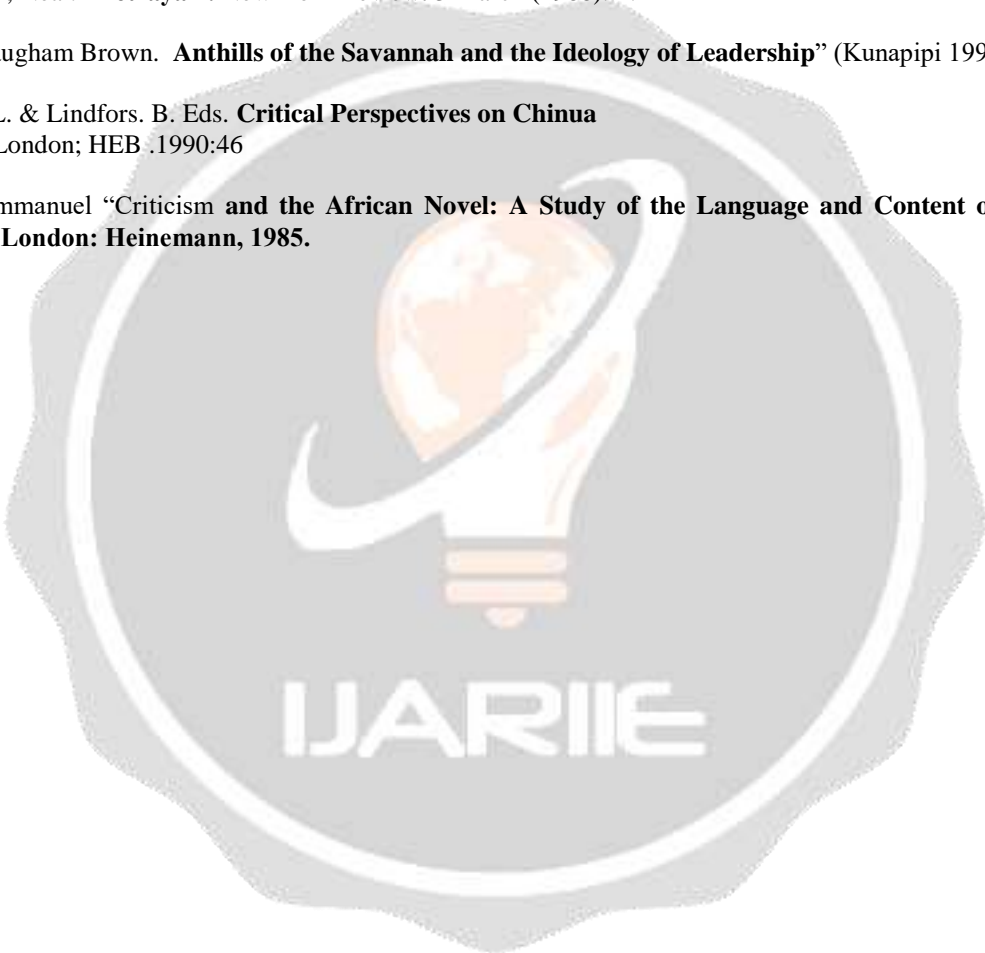 augham Brown. Anthills of the Savannah and the Ideology of Leadership” (Kunapipi 199
L. & Lindfors. B. Eds. Critical Perspectives on Chinua
London; HEB .1990:46
mmanuel “Criticism and the African Novel: A Study of the Language and Content o
London: Heinemann, 1985.
IJARIIE